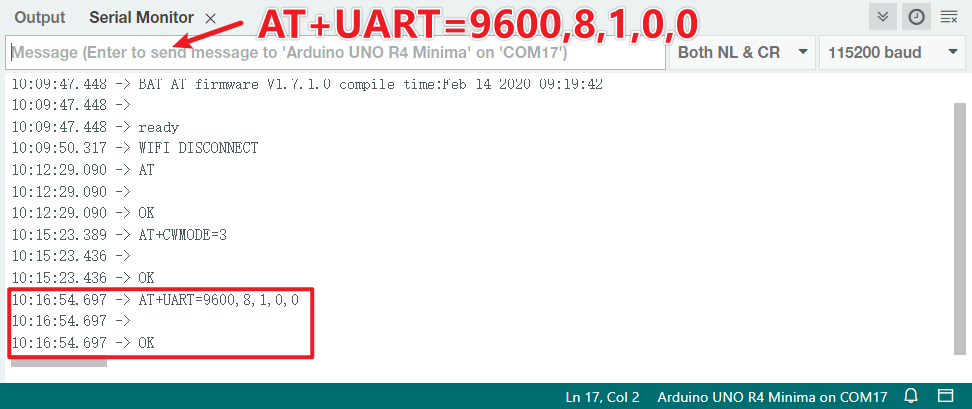 Output Serial Monitor
AT+UART=9600,8,1,0,0
Message (Enter to send message to 'Arduino UNO R4 Minima' on 'COM17') Both NL & CR 115200 baud
10:09:47.448 -> BAT AT firmware V1.7.1.0 compile time:Feb 14 2020 09:19:42
10:09:47.448 ->
10:09:47.448 -> ready
10:09:50.317 -> WIFI DISCONNECT
10:12:29.090 -> AT
10:12:29.090 ->
10:12:29.090 -> OK
10:15:23.389 -> AT+CWMODE=3
10:15:23.436 ->
10:15:23.436 -> OK
10:16:54.697 -> AT+UART=9600,8,1,0,0
10:16:54.697 ->
10:16:54.697 -> OK
Ln 17, Col 2 Arduino UNO R4 Minima on COM17